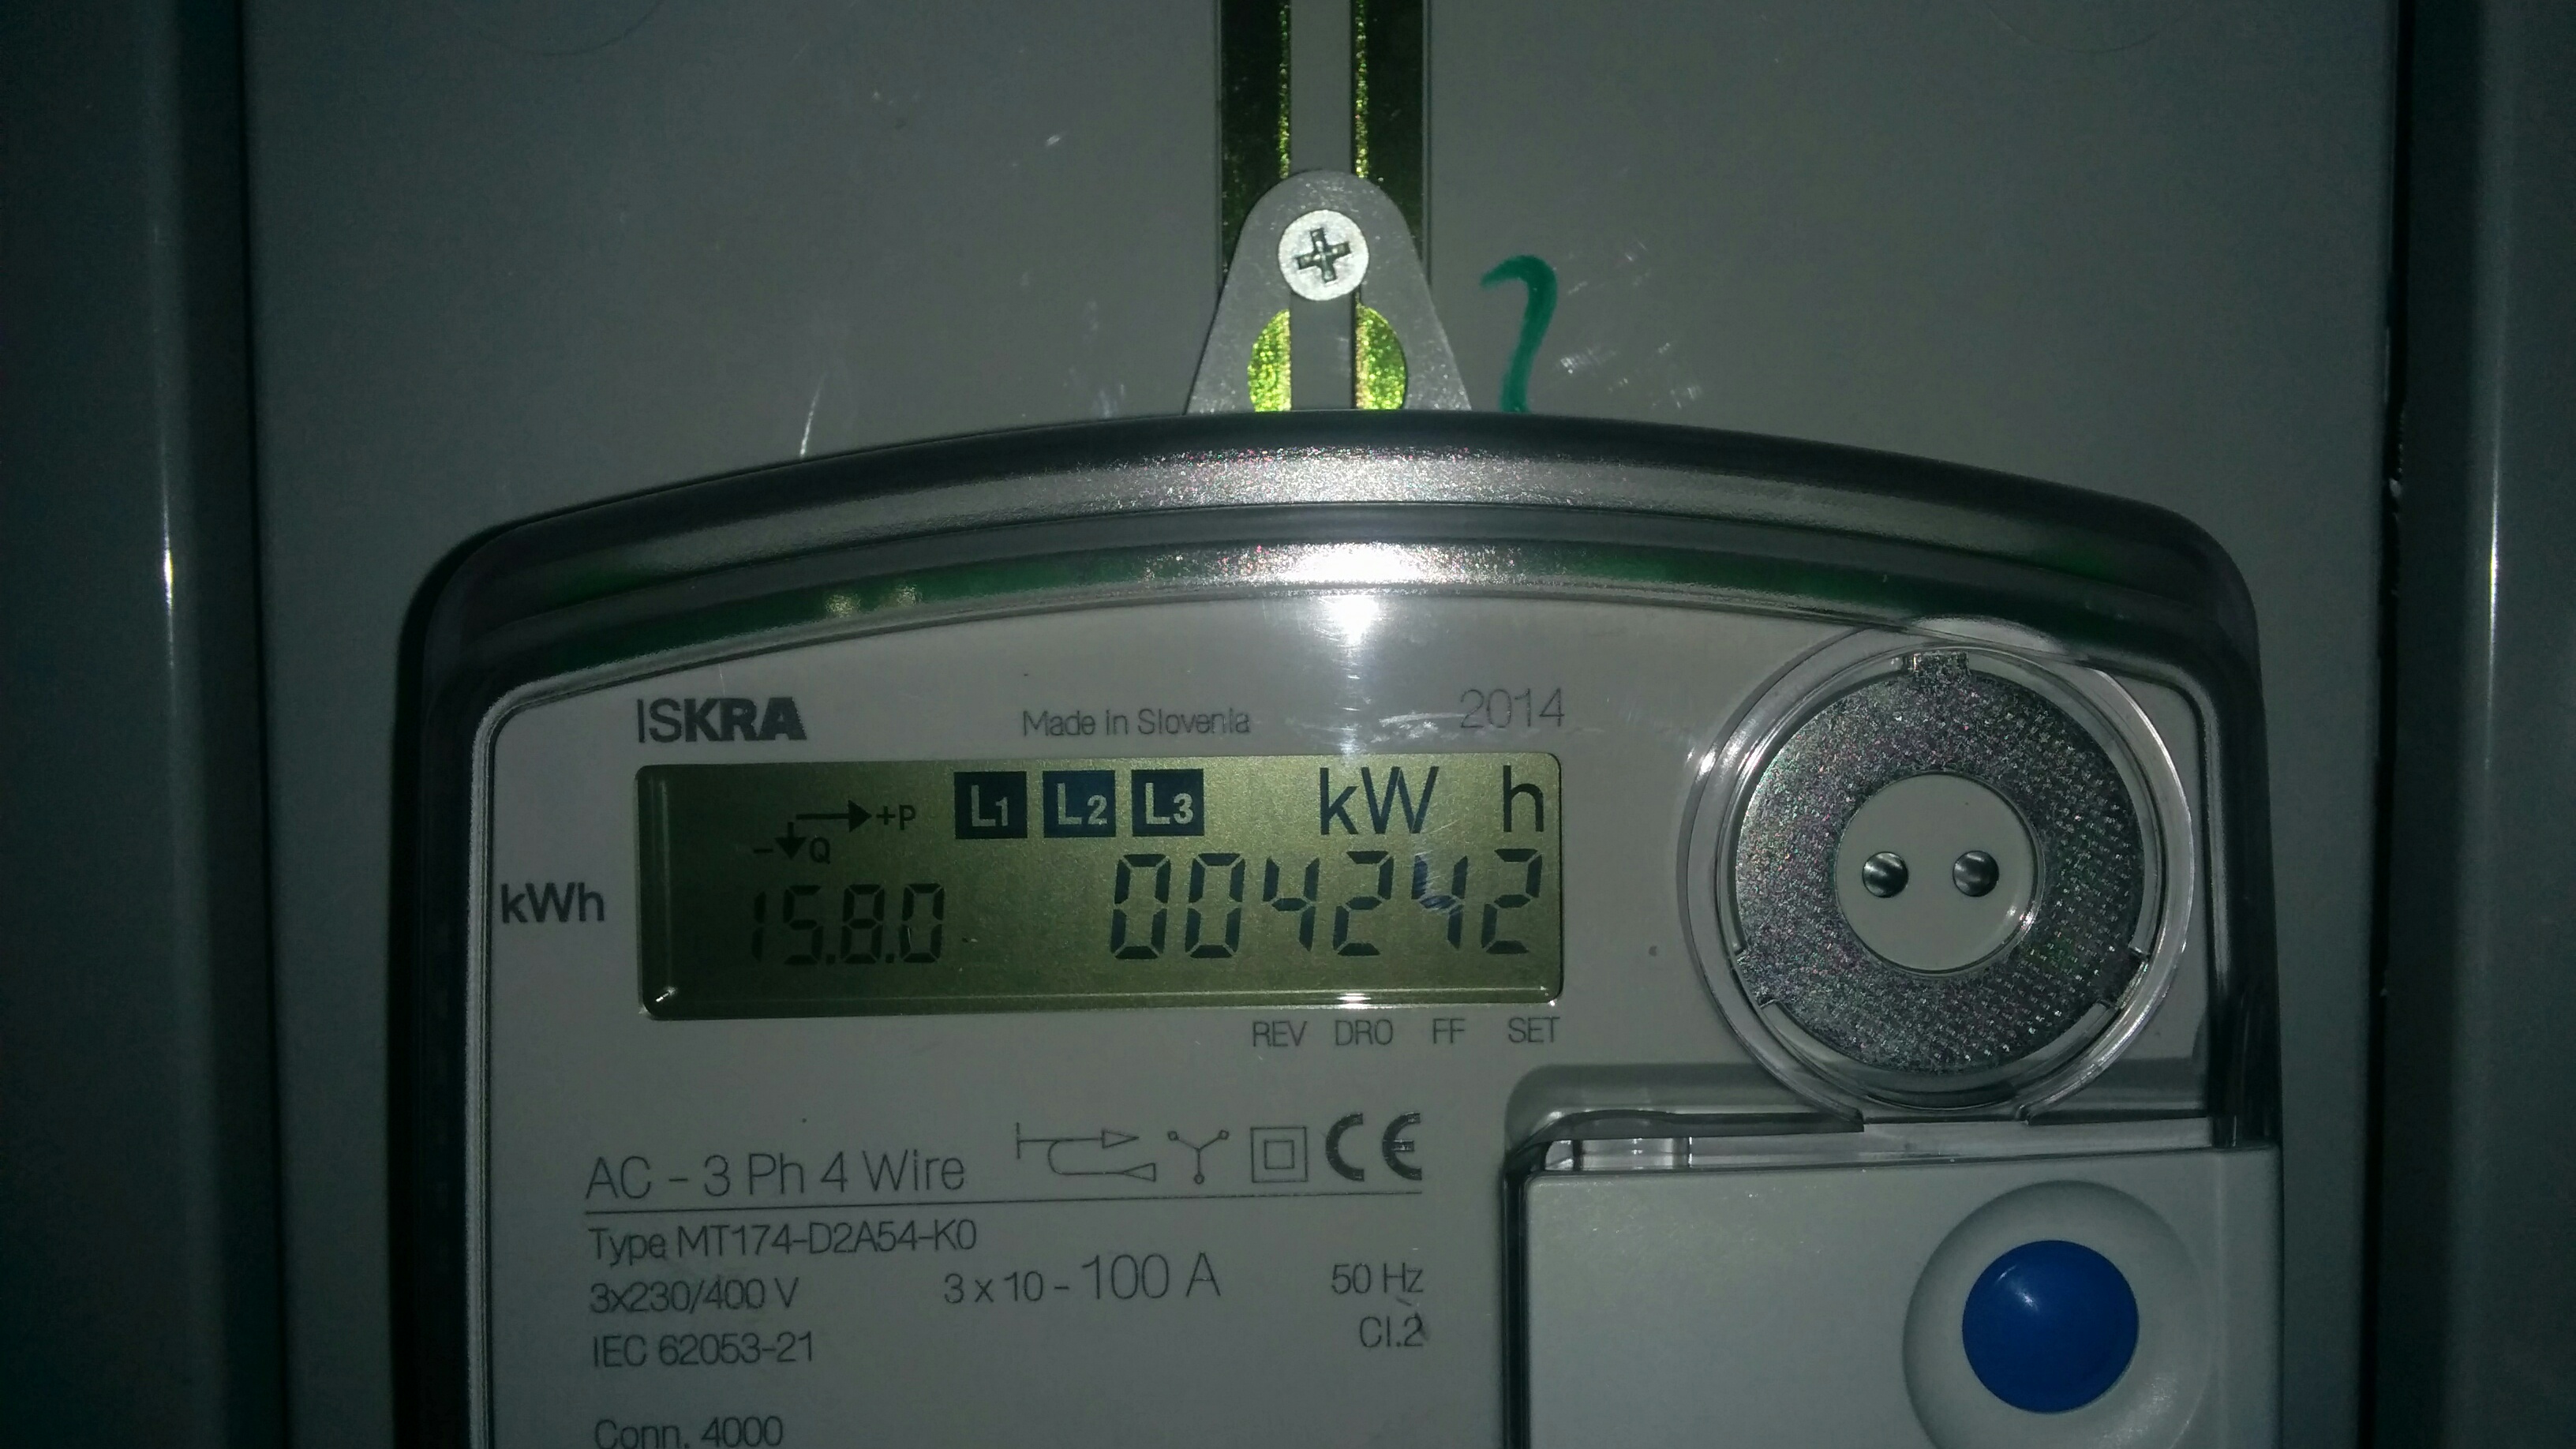 ISKRA Made in Slovenia 2014
L1 L2 L3 kW h
+P
-Q
kWh 15.8.0 004242
REV DRO FF SET
AC - 3 Ph 4 Wire CE
Type MT174-D2A54-K0
3x230/400 V 3 x 10 - 100 A 50 Hz
IEC 62053-21 Cl.2
Conn. 4000